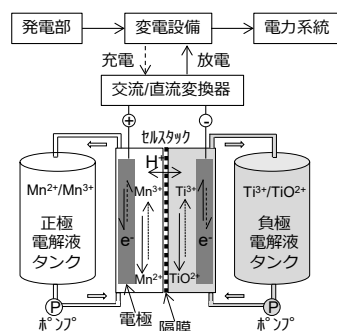 発電部
変電設備
電力系統
充電
放電
交流/直流変換器
+
-
セルスタック
H⁺
Mn³⁺
Ti³⁺
Mn²⁺/Mn³⁺
正極
電解液
タンク
Ti³⁺/TiO²⁺
負極
電解液
タンク
e⁻
e⁻
Mn²⁺
TiO²⁺
P
P
ポンプ
電極
隔膜
ポンプ